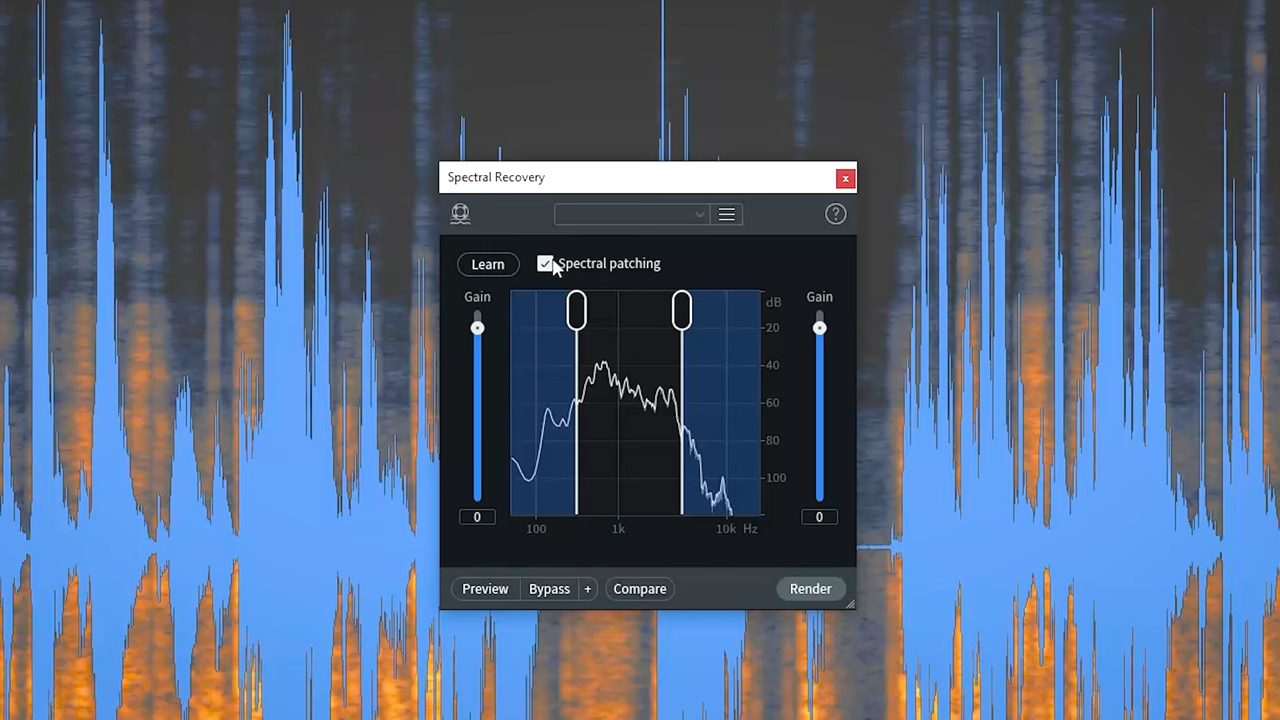 Spectral Recovery
x
?
Learn
Spectral patching
Gain
Gain
dB
-20
-40
-60
-80
-100
0
0
100
1k
10k Hz
Preview
Bypass
+
Compare
Render